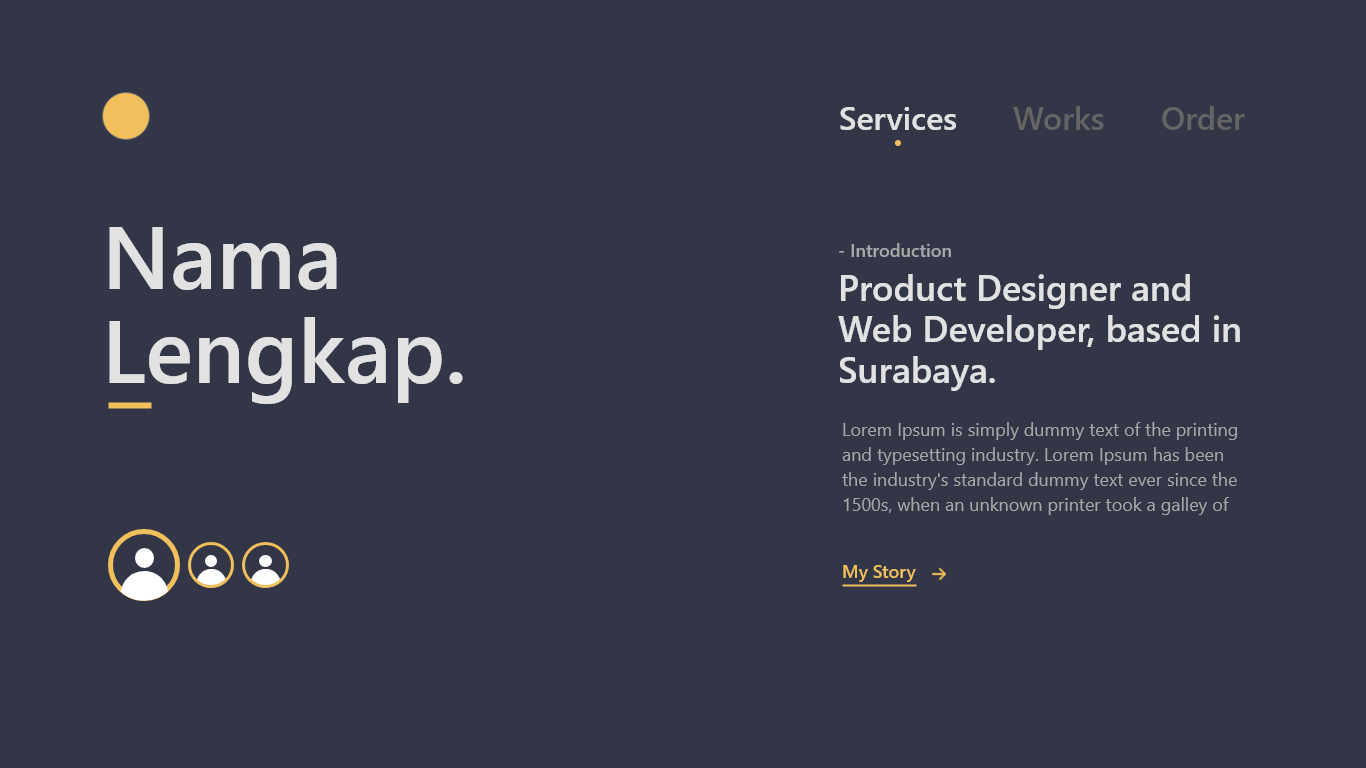 Services Works Order
Nama
Lengkap.
- Introduction
Product Designer and
Web Developer, based in
Surabaya.
Lorem Ipsum is simply dummy text of the printing
and typesetting industry. Lorem Ipsum has been
the industry's standard dummy text ever since the
1500s, when an unknown printer took a galley of
My Story →